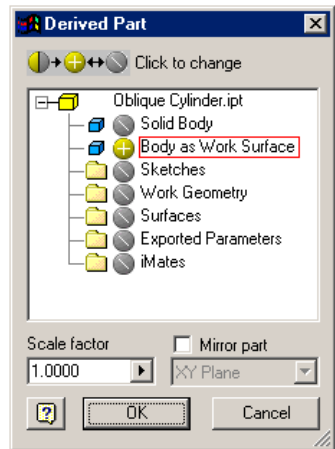 Derived Part
Click to change
Oblique Cylinder.ipt
Solid Body
Body as Work Surface
Sketches
Work Geometry
Surfaces
Exported Parameters
iMates
Scale factor
Mirror part
1.0000
XY Plane
OK
Cancel